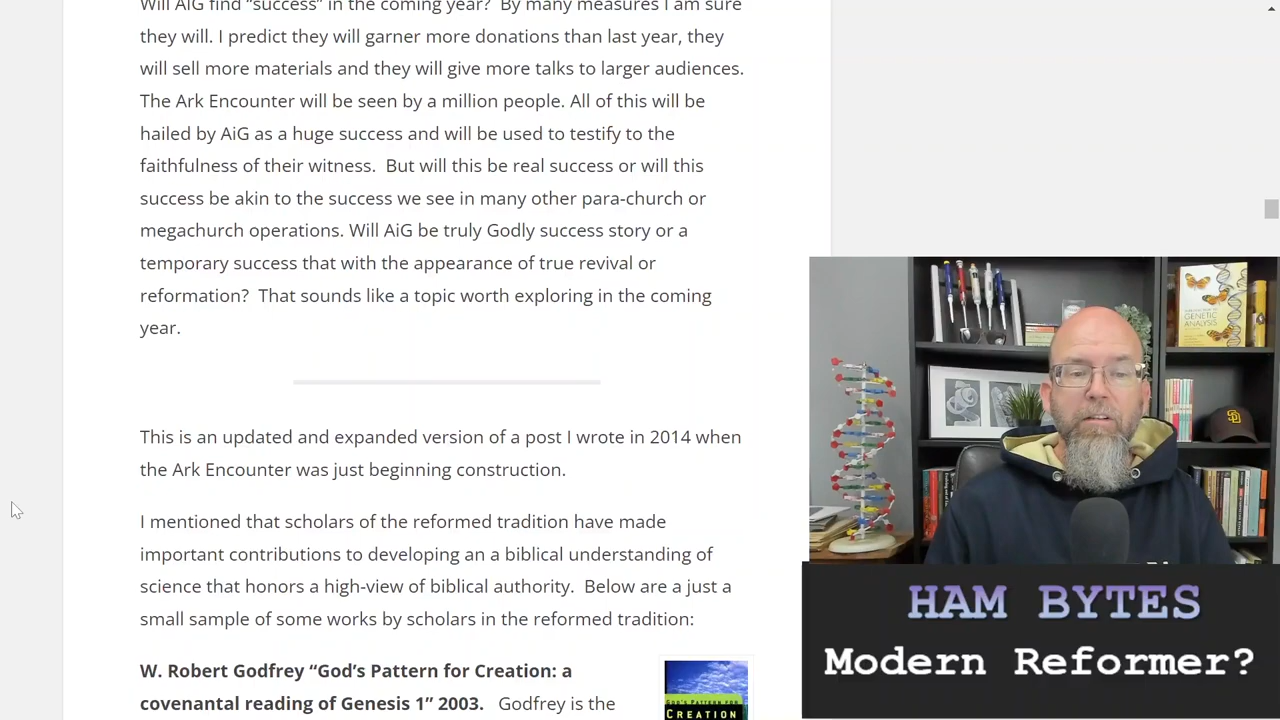 Will AIG find “success” in the coming year?  By many measures I am sure
they will. I predict they will garner more donations than last year, they
will sell more materials and they will give more talks to larger audiences.
The Ark Encounter will be seen by a million people. All of this will be
hailed by AiG as a huge success and will be used to testify to the
faithfulness of their witness.  But will this be real success or will this
success be akin to the success we see in many other para-church or
megachurch operations. Will AiG be truly Godly success story or a
temporary success that with the appearance of true revival or
reformation?  That sounds like a topic worth exploring in the coming
year.
This is an updated and expanded version of a post I wrote in 2014 when
the Ark Encounter was just beginning construction.
I mentioned that scholars of the reformed tradition have made
important contributions to developing an a biblical understanding of
science that honors a high-view of biblical authority.  Below are a just a
small sample of some works by scholars in the reformed tradition:
W. Robert Godfrey “God’s Pattern for Creation: a
covenantal reading of Genesis 1” 2003.   Godfrey is the
GOD'S PATTERN FOR
CREATION
GENETIC
ANALYSIS
SD
HAM BYTES
Modern Reformer?